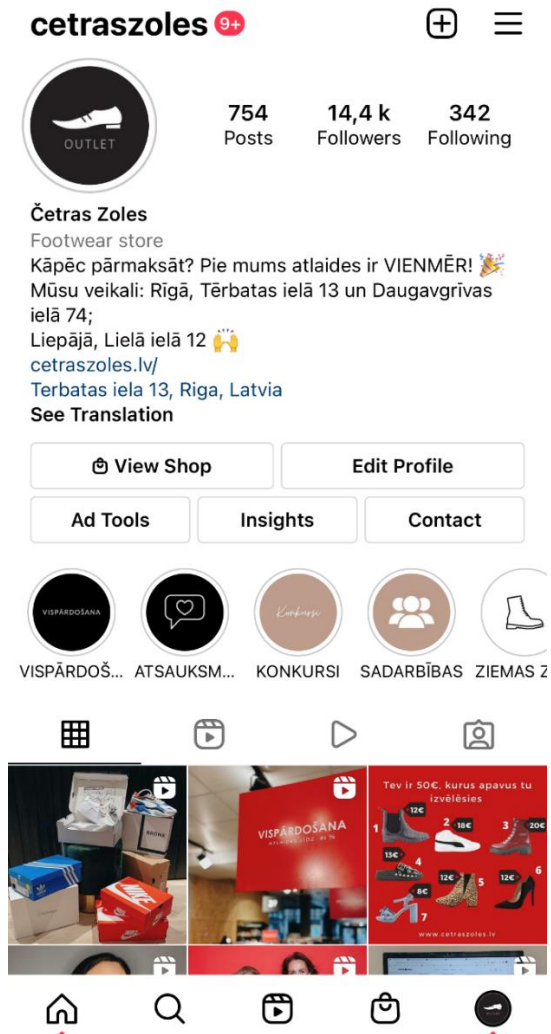 cetraszoles 9+
OUTLET
754 14,4 k 342
Posts Followers Following
Četras Zoles
Footwear store
Kāpēc pārmaksāt? Pie mums atlaides ir VIENMĒR! 🎉
Mūsu veikali: Rīgā, Tērbatas ielā 13 un Daugavgrīvas
ielā 74;
Liepājā, Lielā ielā 12 🙌
cetraszoles.lv/
Terbatas iela 13, Riga, Latvia
See Translation
View Shop Edit Profile
Ad Tools Insights Contact
VISPĀRDOŠANA
Konkursi
VISPĀRDOŠ... ATSAUKSM... KONKURSI SADARBĪBAS ZIEMAS Z
BRONX
adidas
NIKE
VISPĀRDOŠANA
Tev ir 50€, kurus apavus tu
izvēlēsies
1 12€ 2 18€ 3 20€
13€ 4 12€ 5 12€ 6
8€ 7
www.cetraszoles.lv